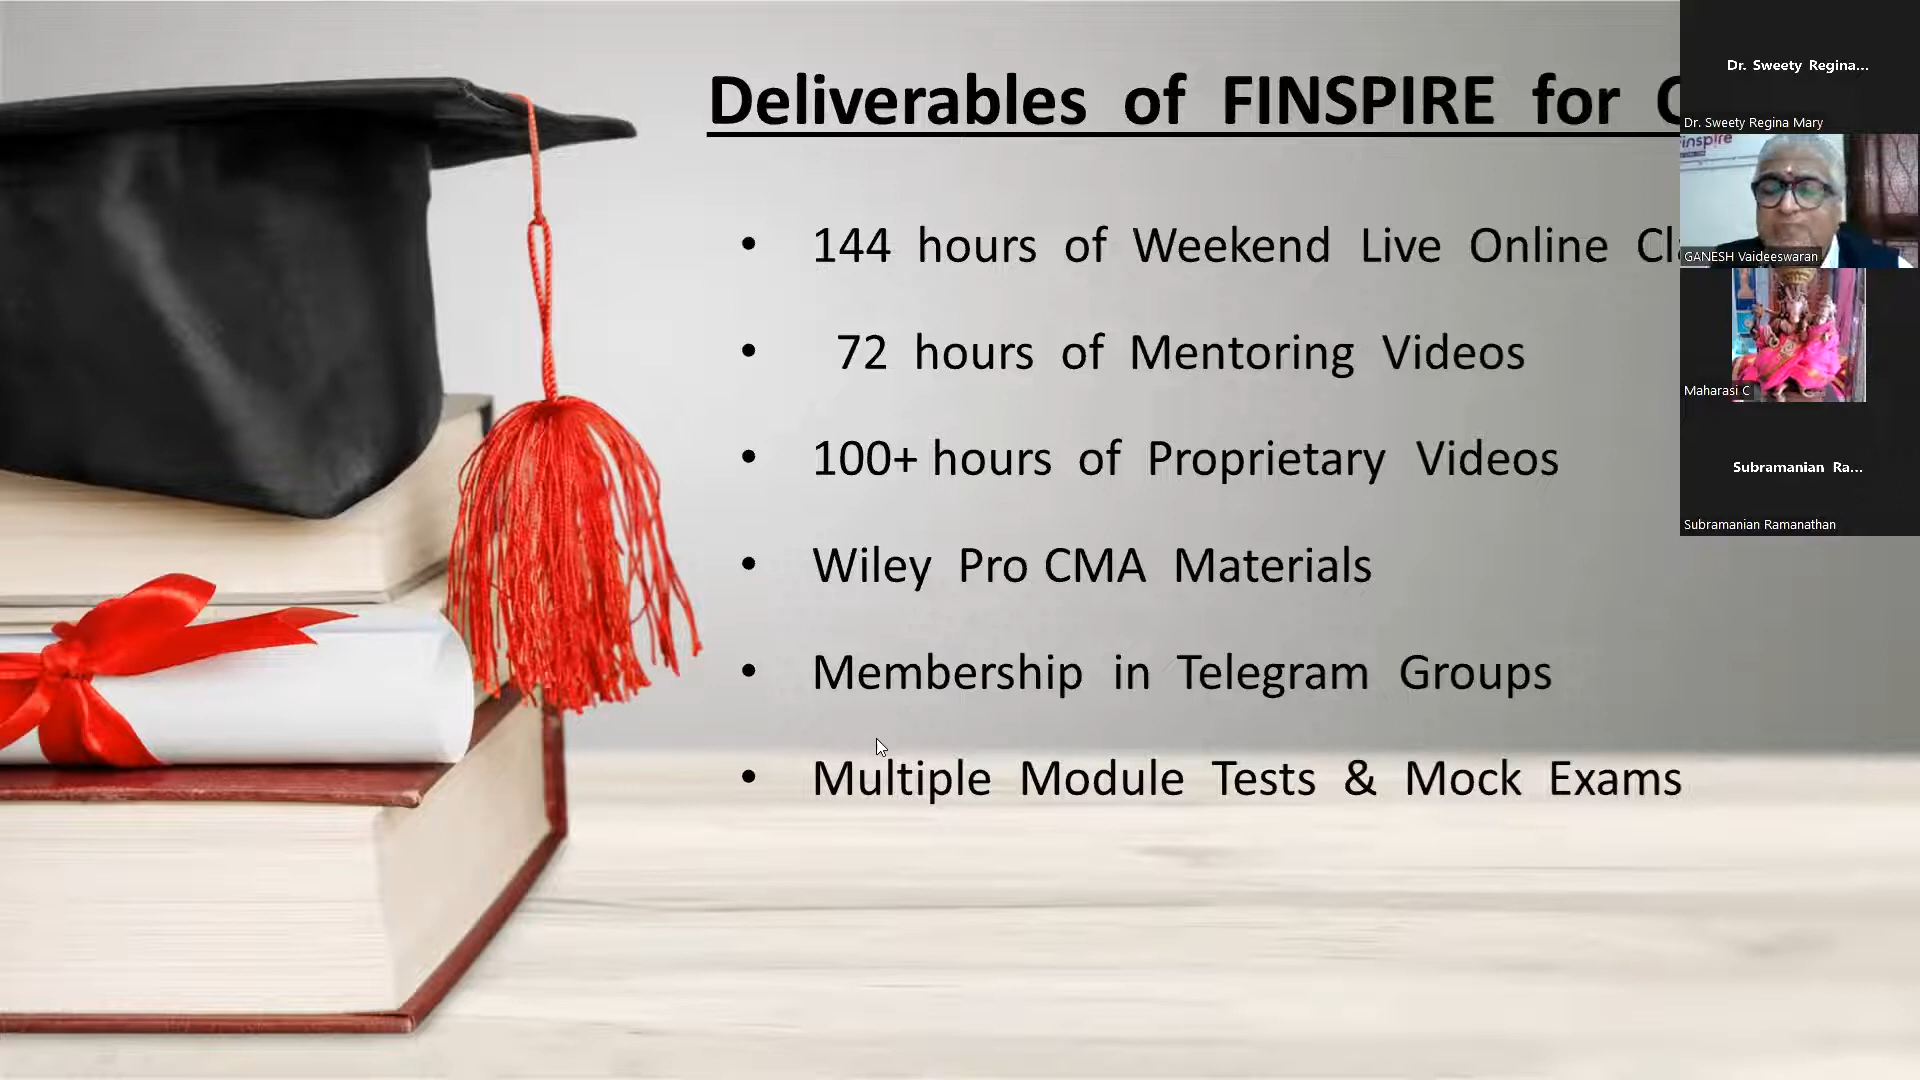 Deliverables of FINSPIRE for
• 144 hours of Weekend Live Online
• 72 hours of Mentoring Videos
• 100+ hours of Proprietary Videos
• Wiley Pro CMA Materials
• Membership in Telegram Groups
• Multiple Module Tests & Mock Exams
Dr. Sweety Regina...
Dr. Sweety Regina Mary
finspire
GANESH Vaideeswaran
Maharasi C
Subramanian Ra...
Subramanian Ramanathan